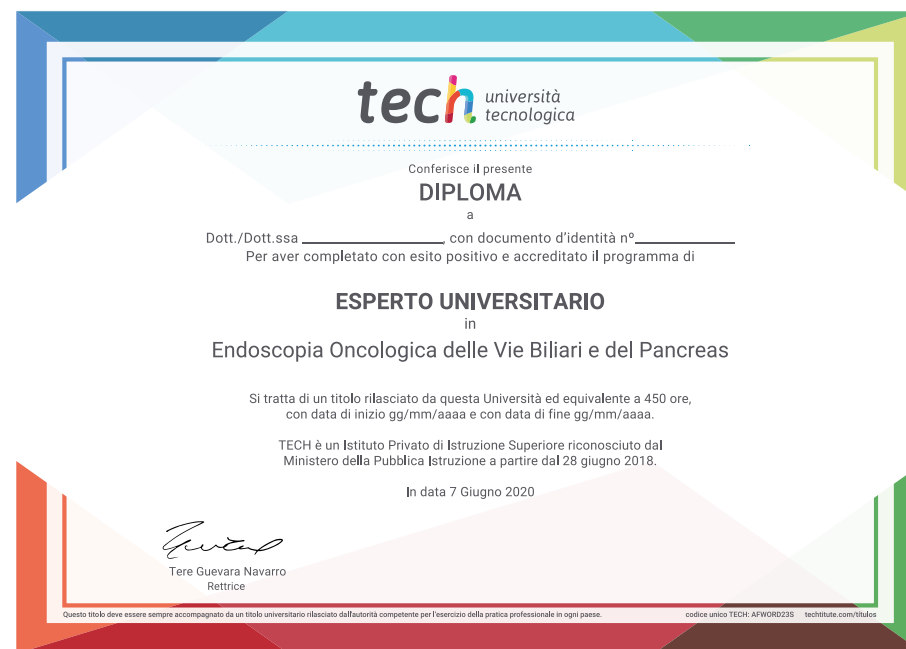 tech università
tecnologica
Conferisce il presente
DIPLOMA
a
Dott./Dott.ssa ____________, con documento d'identità nº____________
Per aver completato con esito positivo e accreditato il programma di
ESPERTO UNIVERSITARIO
in
Endoscopia Oncologica delle Vie Biliari e del Pancreas
Si tratta di un titolo rilasciato da questa Università ed equivalente a 450 ore,
con data di inizio gg/mm/aaaa e con data di fine gg/mm/aaaa.
TECH è un Istituto Privato di Istruzione Superiore riconosciuto dal
Ministero della Pubblica Istruzione a partire dal 28 giugno 2018.
In data 7 Giugno 2020
Tere Guevara Navarro
Rettrice
Questo titolo deve essere sempre accompagnato da un titolo universitario rilasciato dall'autorità competente per l'esercizio della pratica professionale in ogni paese. codice unico TECH: AFWORD23S techtitute.com/titulos